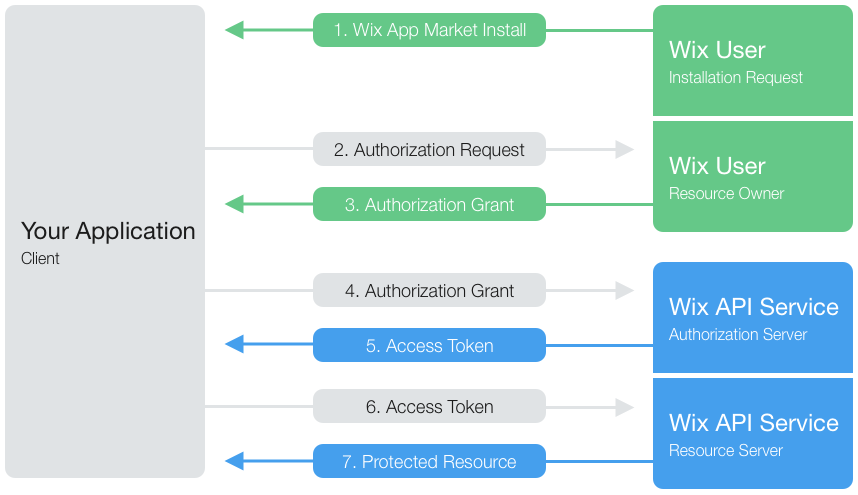 1. Wix App Market Install
Wix User
Installation Request
2. Authorization Request
Wix User
Resource Owner
3. Authorization Grant
Your Application
Client
4. Authorization Grant
Wix API Service
Authorization Server
5. Access Token
6. Access Token
Wix API Service
Resource Server
7. Protected Resource